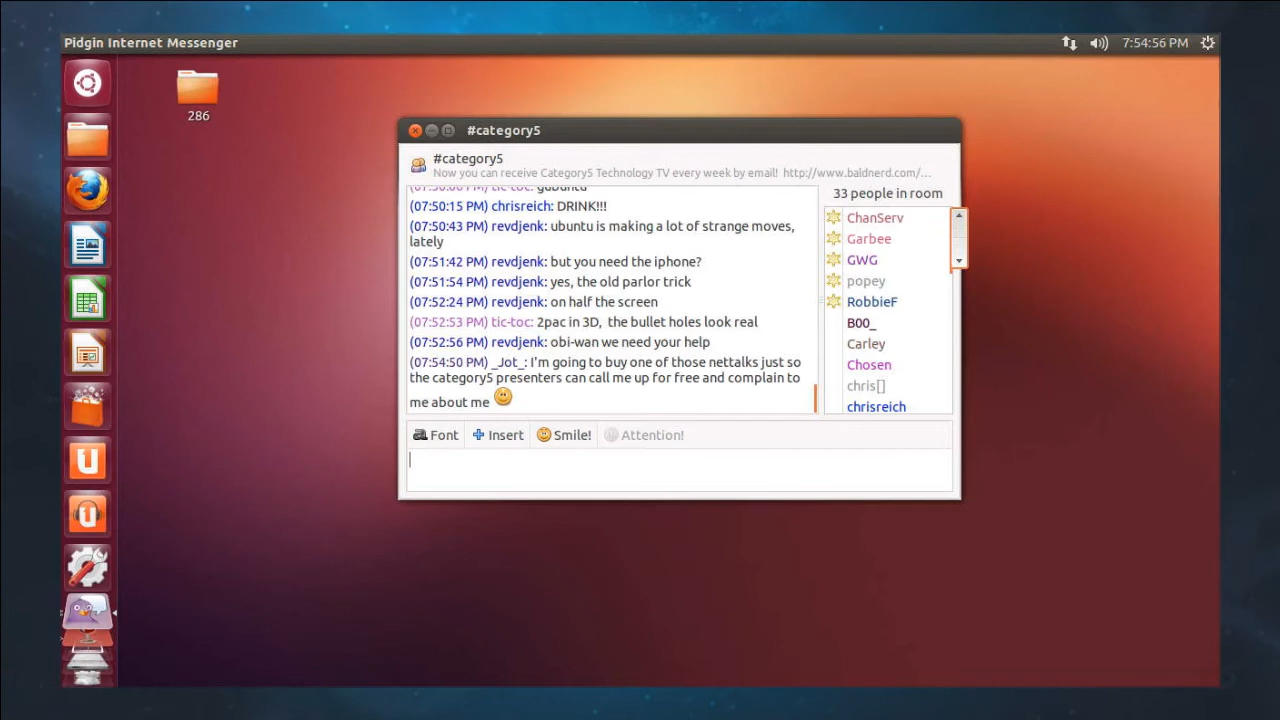 Pidgin Internet Messenger
7:54:56 PM
286
#category5
#category5
Now you can receive Category5 Technology TV every week by email! http://www.baldnerd.com/...
33 people in room
(07:50:06 PM) tic-toc: gubuntu
(07:50:15 PM) chrisreich: DRINK!!!
(07:50:43 PM) revdjenk: ubuntu is making a lot of strange moves,
lately
(07:51:42 PM) revdjenk: but you need the iphone?
(07:51:54 PM) revdjenk: yes, the old parlor trick
(07:52:24 PM) revdjenk: on half the screen
(07:52:53 PM) tic-toc: 2pac in 3D, the bullet holes look real
(07:52:56 PM) revdjenk: obi-wan we need your help
(07:54:50 PM) _Jot_: I'm going to buy one of those nettalks just so
the category5 presenters can call me up for free and complain to
me about me
ChanServ
Garbee
GWG
popey
RobbieF
B00_
Carley
Chosen
chris[]
chrisreich
Font
Insert
Smile!
Attention!